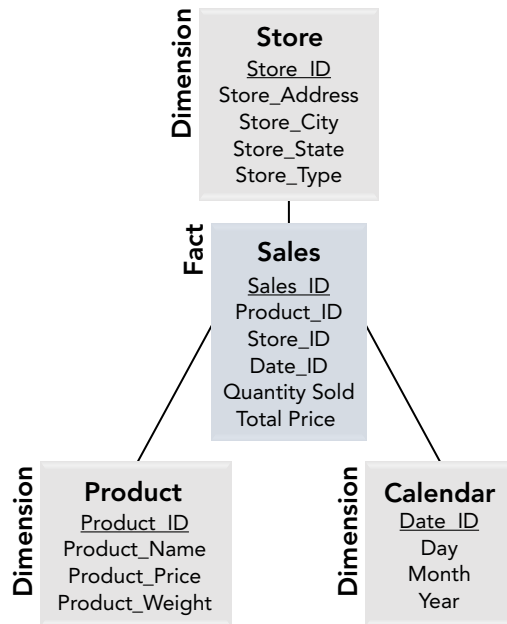 Dimension
Store
Store_ID
Store_Address
Store_City
Store_State
Store_Type
Fact
Sales
Sales_ID
Product_ID
Store_ID
Date_ID
Quantity Sold
Total Price
Dimension
Product
Product_ID
Product_Name
Product_Price
Product_Weight
Dimension
Calendar
Date_ID
Day
Month
Year